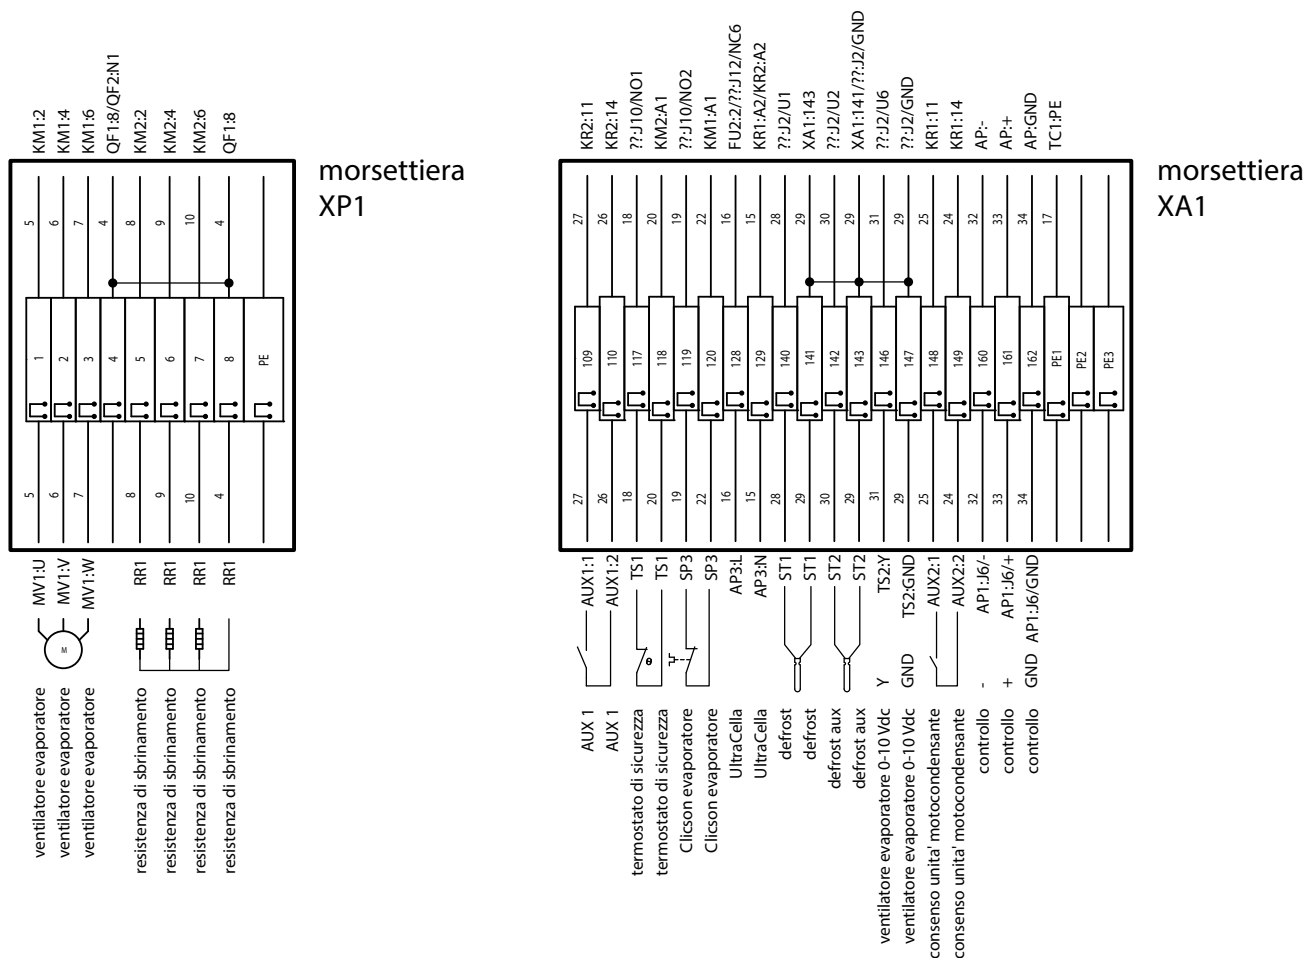 KM1:2
KM1:4
KM1:6
QF1:8/QF2:N1
KM2:2
KM2:4
KM2:6
QF1:8
morsettiera
XP1
5
6
7
4
8
9
10
4
1
2
3
4
5
6
7
8
PE
5
6
7
8
9
10
4
MV1:U
MV1:V
MV1:W
RR1
RR1
RR1
RR1
M
ventilatore evaporatore
ventilatore evaporatore
ventilatore evaporatore
resistenza di sbrinamento
resistenza di sbrinamento
resistenza di sbrinamento
resistenza di sbrinamento
KR2:11
KR2:14
??:J10/NO1
KM2:A1
??:J10/NO2
KM1:A1
FU2:2/??:J12/NC6
KR1:A2/KR2:A2
??:J2/U1
XA1:143
??:J2/U2
XA1:141/??:J2/GND
??:J2/U6
??:J2/GND
KR1:11
KR1:14
AP:-
AP:+
AP:GND
TC1:PE
morsettiera
XA1
27
26
18
20
19
22
16
15
28
29
30
29
31
29
25
24
32
33
34
17
109
110
117
118
119
120
128
129
140
141
142
143
146
147
148
149
160
161
162
PE1
PE2
PE3
27
26
18
20
19
22
16
15
28
29
30
29
31
29
25
24
32
33
34
AUX1:1
AUX1:2
TS1
TS1
SP3
SP3
AP3:L
AP3:N
ST1
ST1
ST2
ST2
TS2:Y
TS2:GND
AUX2:1
AUX2:2
AP1:J6/-
AP1:J6/+
AP1:J6/GND
θ
Y
GND
-
+
GND
AUX 1
AUX 1
termostato di sicurezza
termostato di sicurezza
Clicson evaporatore
Clicson evaporatore
UltraCella
UltraCella
defrost
defrost
defrost aux
defrost aux
ventilatore evaporatore 0-10 Vdc
ventilatore evaporatore 0-10 Vdc
consenso unita' motocondensante
consenso unita' motocondensante
controllo
controllo
controllo